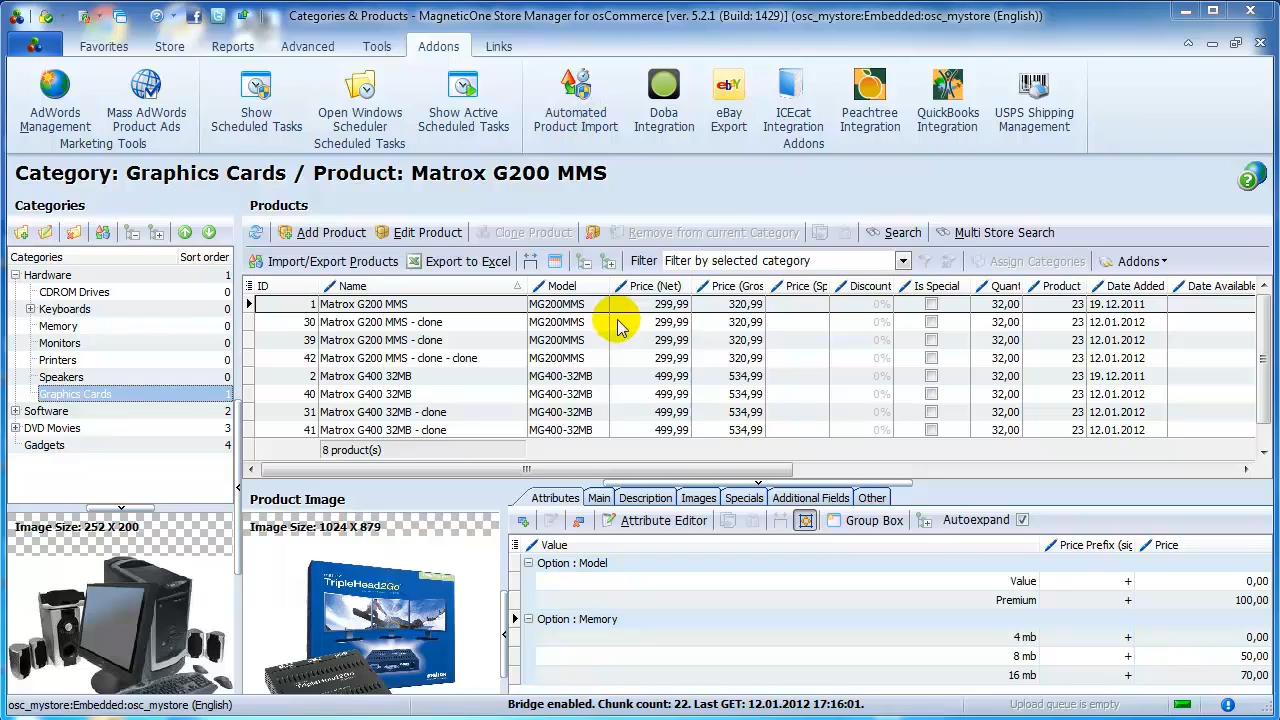 Categories & Products - MagneticOne Store Manager for osCommerce [ver. 5.2.1 (Build 1429)] (osc_mystore:Embedded:osc_mystore (English))
Favorites Store Reports Advanced Tools Addons Links
AdWords Management
Mass AdWords Product Ads
Show Scheduled Tasks
Open Windows Scheduler
Show Active Scheduled Tasks
Automated Product Import
Doba Integration
eBay Export
ICEcat Integration
Peachtree Integration
QuickBooks Integration
USPS Shipping Management
Marketing Tools Scheduled Tasks Addons
Category: Graphics Cards / Product: Matrox G200 MMS
Categories
Categories Sort order
Hardware 1
CDROM Drives 0
Keyboards 0
Memory 0
Monitors 0
Printers 0
Speakers 0
Graphics Cards 1
Software 2
DVD Movies 3
Gadgets 4
Image Size: 252 X 200
Products
Add Product Edit Product Clone Product Remove from current Category Search Multi Store Search
Import/Export Products Export to Excel Filter Filter by selected category Assign Categories Addons
ID Name Model Price (Net) Price (Gros Price (Sp Discount Is Special Quant Product Date Added Date Available
1 Matrox G200 MMS MG200MMS 299,99 320,99 0% 32,00 23 19.12.2011
30 Matrox G200 MMS - clone MG200MMS 299,99 320,99 0% 32,00 23 12.01.2012
39 Matrox G200 MMS - clone MG200MMS 299,99 320,99 0% 32,00 23 12.01.2012
42 Matrox G200 MMS - clone - clone MG200MMS 299,99 320,99 0% 32,00 23 12.01.2012
2 Matrox G400 32MB MG400-32MB 499,99 534,99 0% 32,00 23 19.12.2011
40 Matrox G400 32MB MG400-32MB 499,99 534,99 0% 32,00 23 12.01.2012
31 Matrox G400 32MB - clone MG400-32MB 499,99 534,99 0% 32,00 23 12.01.2012
41 Matrox G400 32MB - clone MG400-32MB 499,99 534,99 0% 32,00 23 12.01.2012
8 product(s)
Product Image
Image Size: 1024 X 879
TripleHead2Go
Attributes Main Description Images Specials Additional Fields Other
Attribute Editor Group Box Autoexpand
Value Price Prefix (sig Price
Option : Model
Value + 0,00
Premium + 100,00
Option : Memory
4 mb + 0,00
8 mb + 50,00
16 mb + 70,00
osc_mystore:Embedded:osc_mystore (English) Bridge enabled. Chunk count: 22. Last GET: 12.01.2012 17:16:01. Upload queue is empty